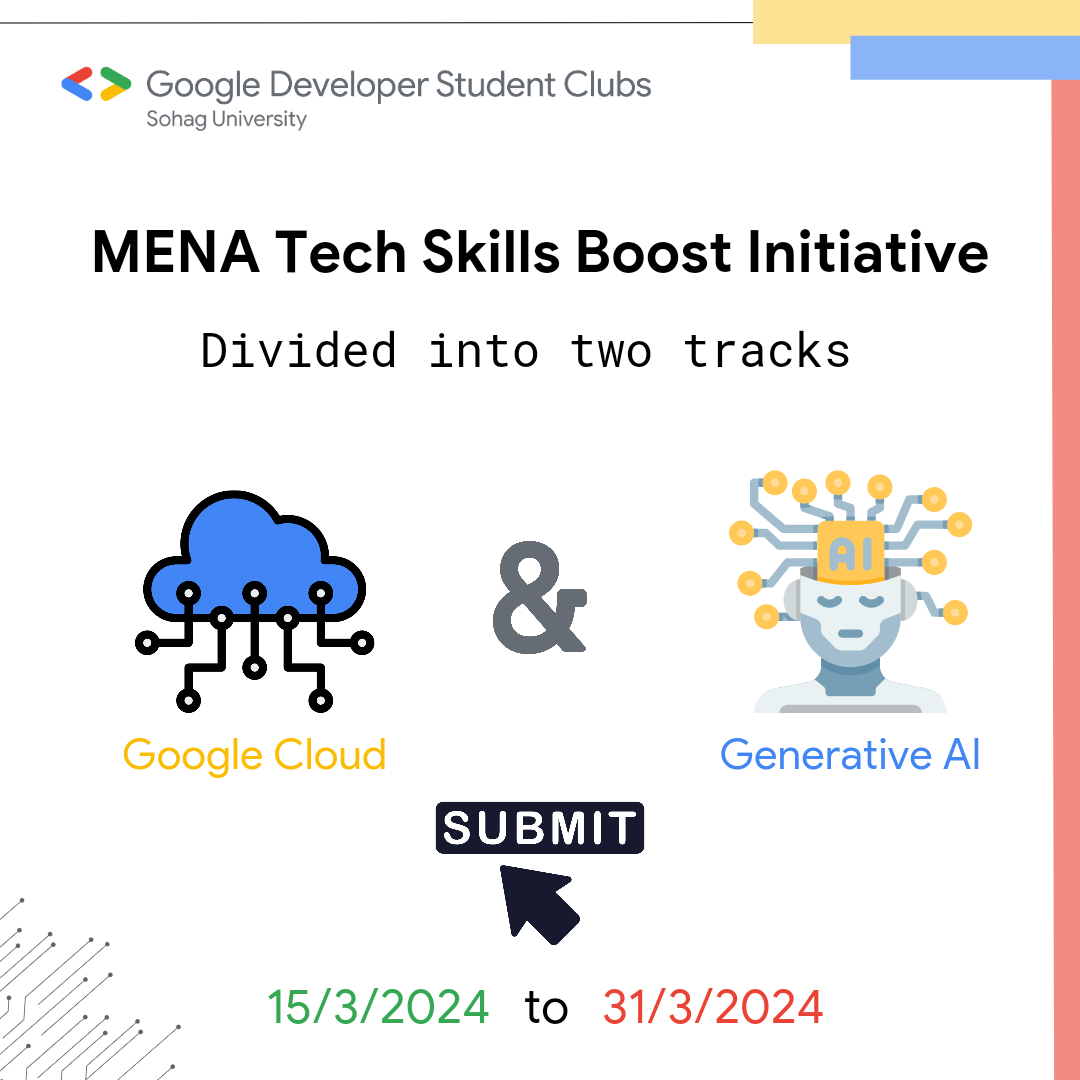 Google Developer Student Clubs
Sohag University
MENA Tech Skills Boost Initiative
Divided into two tracks
AI
&
Google Cloud
Generative AI
SUBMIT
15/3/2024 to 31/3/2024